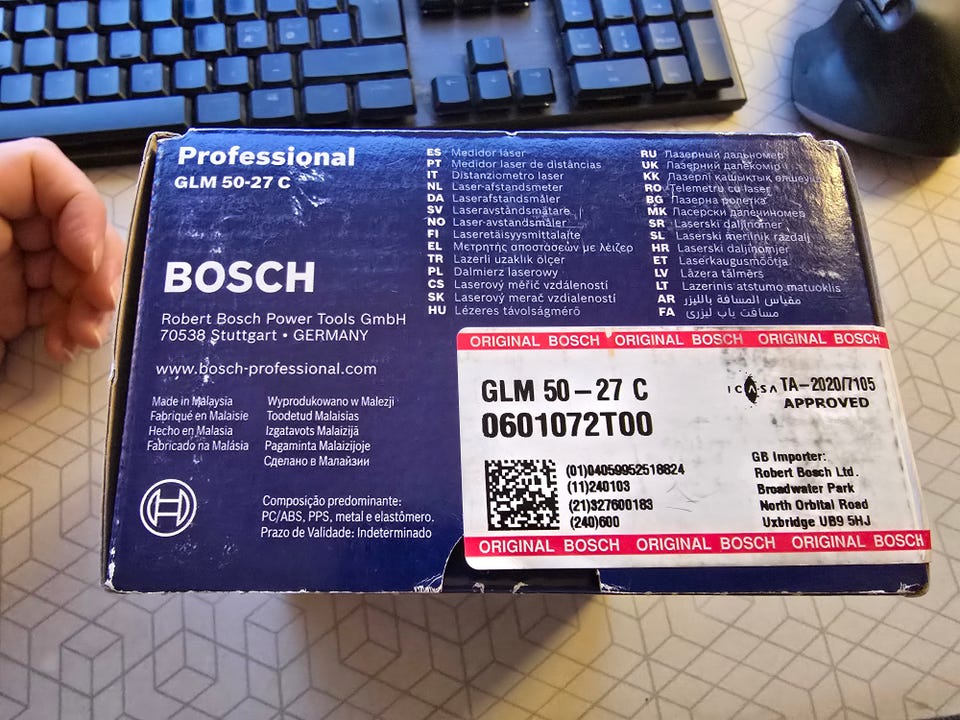 Professional
GLM 50-27 C
BOSCH
Robert Bosch Power Tools GmbH
70538 Stuttgart • GERMANY
www.bosch-professional.com
Made in Malaysia
Fabriqué en Malaisie
Hecho en Malasia
Fabricado na Malásia
Wyprodukowano w Malezji
Toodetud Malaisias
Izgatavots Malaizijā
Pagaminta Malaizijoje
Сделано в Малайзии
Composição predominante:
PC/ABS, PPS, metal e elastômero.
Prazo de Validade: Indeterminado
ES Medidor láser
PT Medidor laser de distâncias
IT Distanziometro laser
NL Laser-afstandsmeter
DA Laserafstandsmåler
SV Laseravståndsmätare
NO Laser-avstandsmåler
FI Laseretäisyysmittalaite
EL Μετρητής αποστάσεων με λέιζερ
TR Lazerli uzaklık ölçer
PL Dalmierz laserowy
CS Laserový měřič vzdáleností
SK Laserový merač vzdialeností
HU Lézeres távolságmérő
RU Лазерный дальномер
UK Лазерний далекомір
KK Лазерлі қашықтық өлшеуіш
RO Telemetru cu laser
BG Лазерна ролетка
MK Ласерски далечиномер
SR Laserski daljinomer
SL Laserski merilnik razdalj
HR Laserski daljinomjer
ET Laserkaugusmõõtja
LV Lāzera tālmērs
LT Lazerinis atstumo matuoklis
AR مقياس المسافة بالليزر
FA مسافت یاب لیزری
ORIGINAL BOSCH ORIGINAL BOSCH ORIGINAL BOSCH
GLM 50-27 C
0601072T00
ICASA TA-2020/7105
APPROVED
(01)04059952518824
(11)240103
(21)327600183
(240)600
GB Importer:
Robert Bosch Ltd.
Broadwater Park
North Orbital Road
Uxbridge UB9 5HJ
ORIGINAL BOSCH ORIGINAL BOSCH ORIGINAL BOSCH